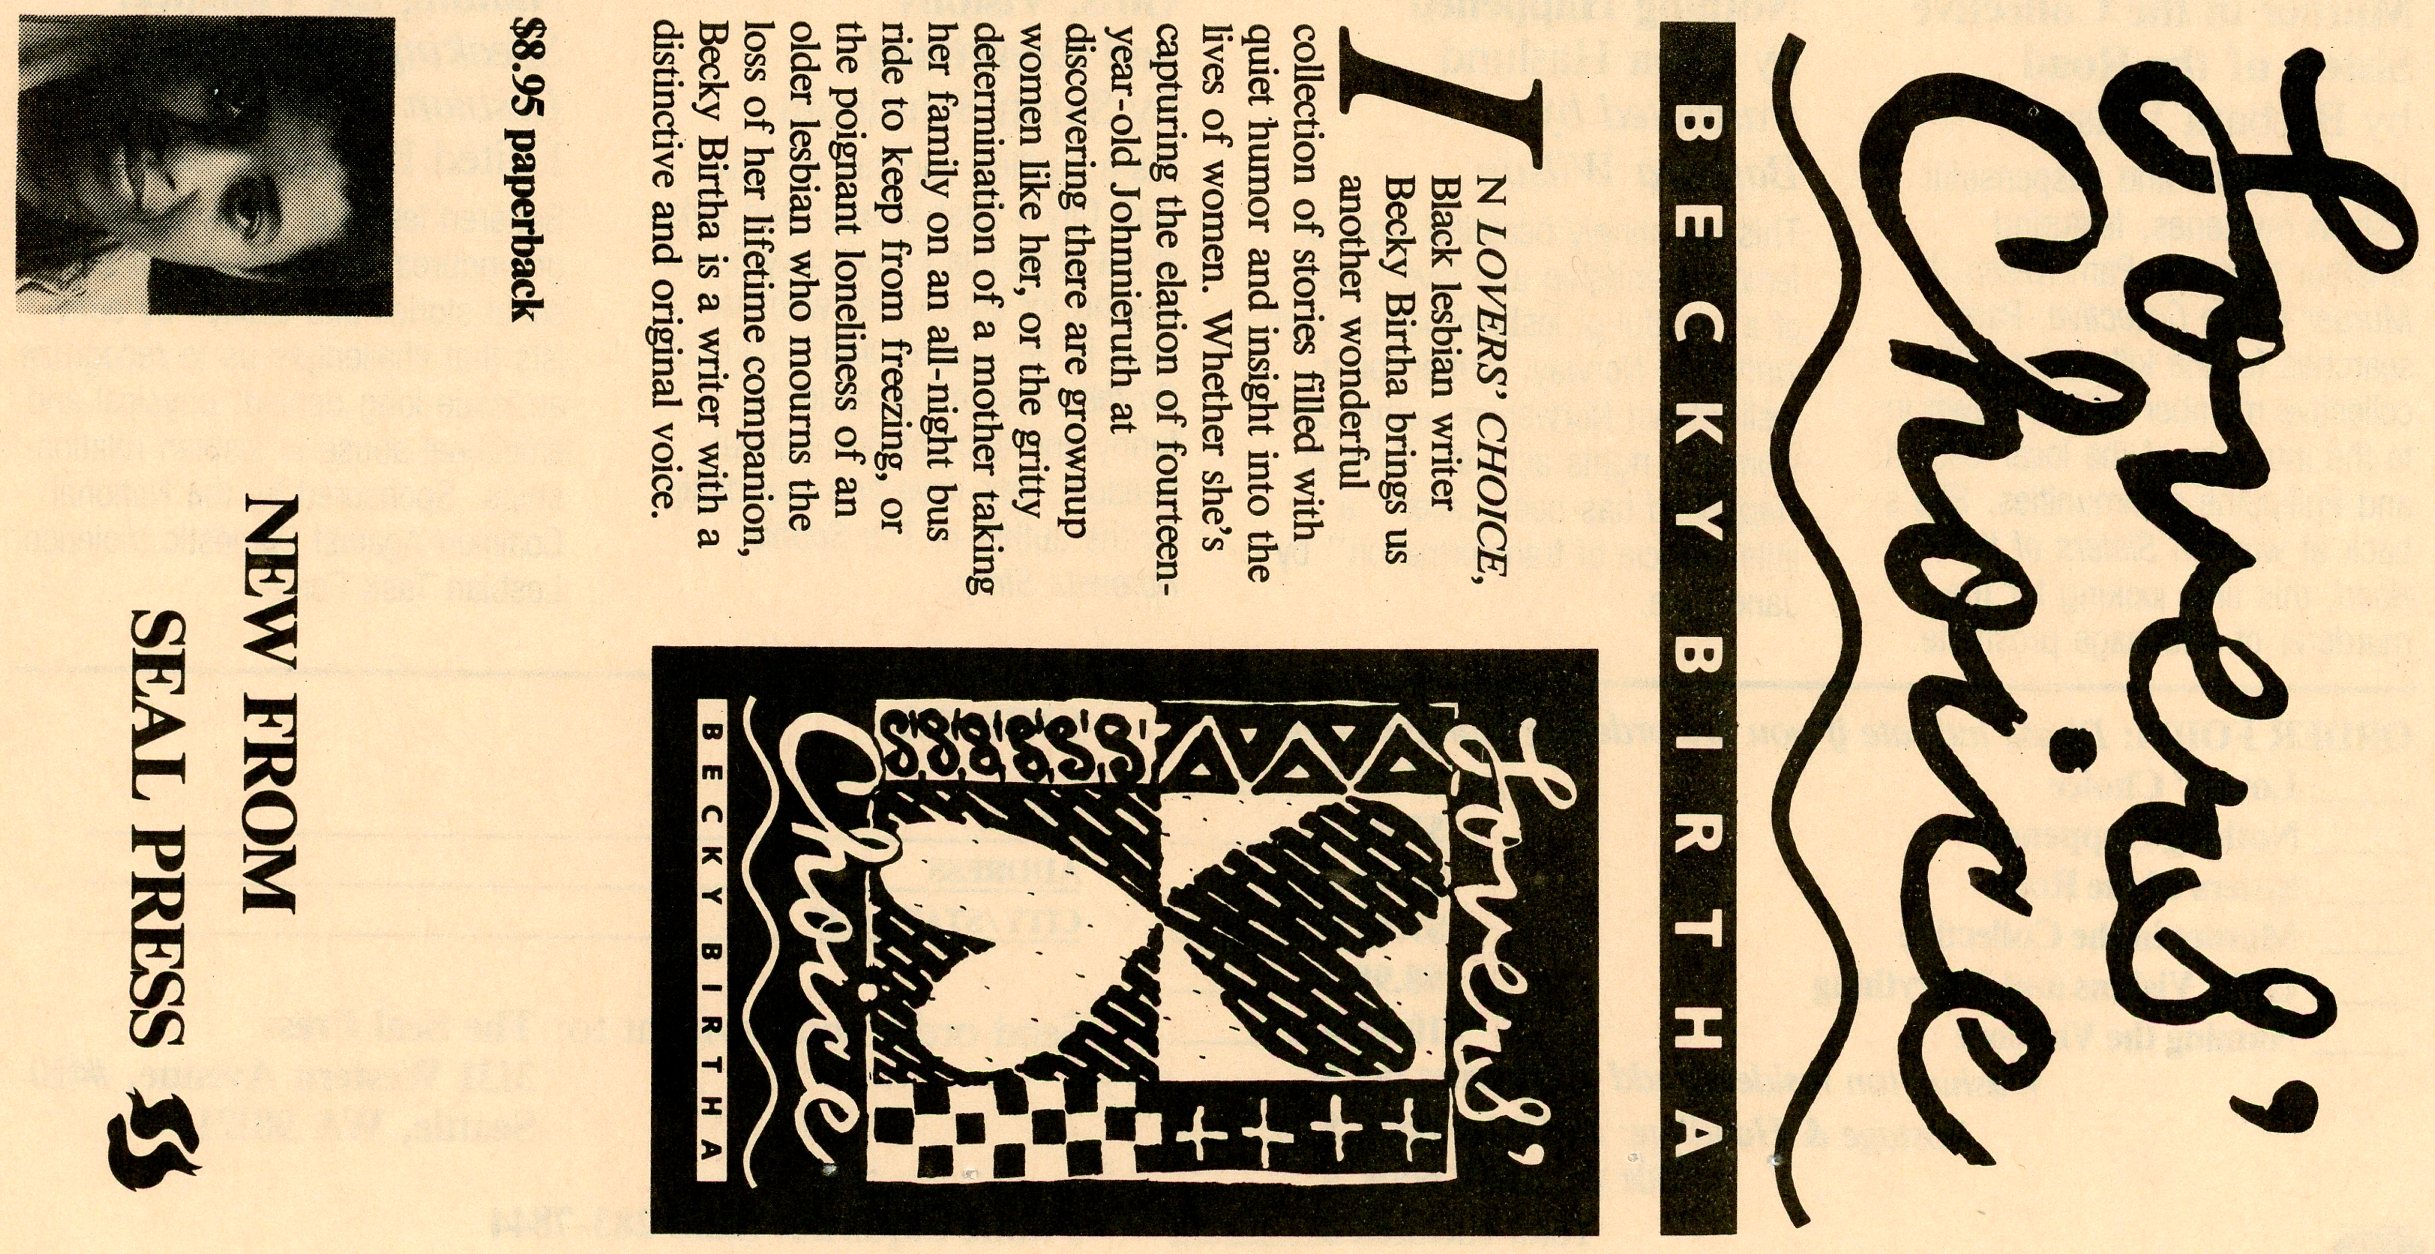 Lovers'
Choice
BECKY BIRTHA
IN LOVERS' CHOICE,
Black lesbian writer
Becky Birtha brings us
another wonderful
collection of stories filled with
quiet humor and insight into the
lives of women. Whether she's
capturing the elation of fourteen-
year-old Johnnieruth at
discovering there are grownup
women like her, or the gritty
determination of a mother taking
her family on an all-night bus
ride to keep from freezing, or
the poignant loneliness of an
older lesbian who mourns the
loss of her lifetime companion,
Becky Birtha is a writer with a
distinctive and original voice.
Lovers'
Choice
BECKY BIRTHA
$8.95 paperback
NEW FROM
SEAL PRESS